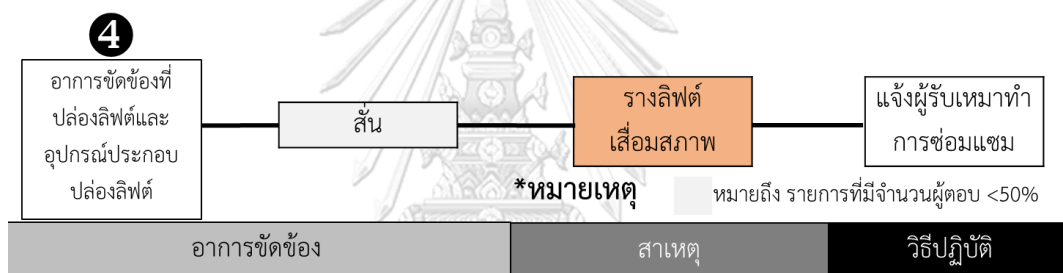 4
อาการขัดข้องที่
ปล่องลิฟต์และ
อุปกรณ์ประกอบ
ปล่องลิฟต์
สั่น
รางลิฟต์
เสื่อมสภาพ
แจ้งผู้รับเหมาทำ
การซ่อมแซม
*หมายเหตุ
หมายถึง รายการที่มีจำนวนผู้ตอบ <50%
อาการขัดข้อง
สาเหตุ
วิธีปฏิบัติ